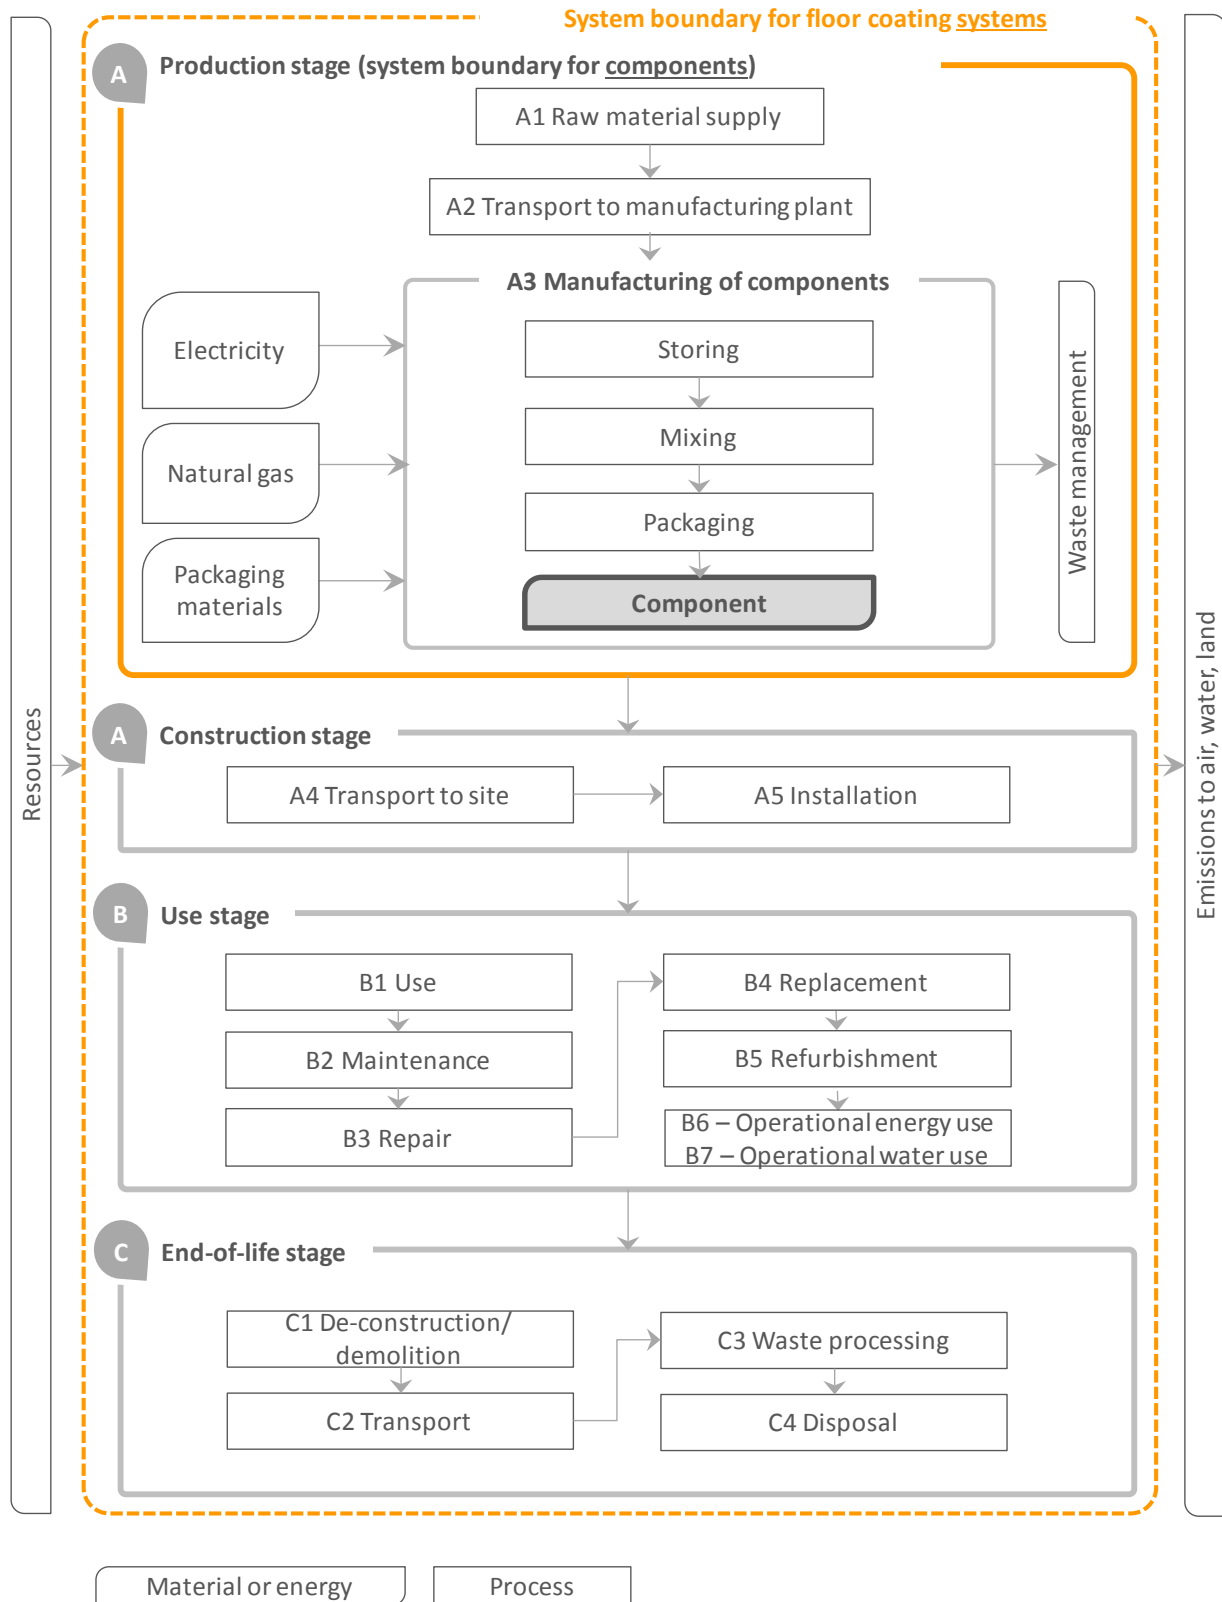 System boundary for floor coating systems
A
Production stage (system boundary for components)
A1 Raw material supply
A2 Transport to manufacturing plant
A3 Manufacturing of components
Electricity
Natural gas
Packaging
materials
Storing
Mixing
Packaging
Component
Waste management
Resources
Emissions to air, water, land
A
Construction stage
A4 Transport to site
A5 Installation
B
Use stage
B1 Use
B2 Maintenance
B3 Repair
B4 Replacement
B5 Refurbishment
B6 – Operational energy use
B7 – Operational water use
C
End-of-life stage
C1 De-construction/
demolition
C2 Transport
C3 Waste processing
C4 Disposal
Material or energy
Process